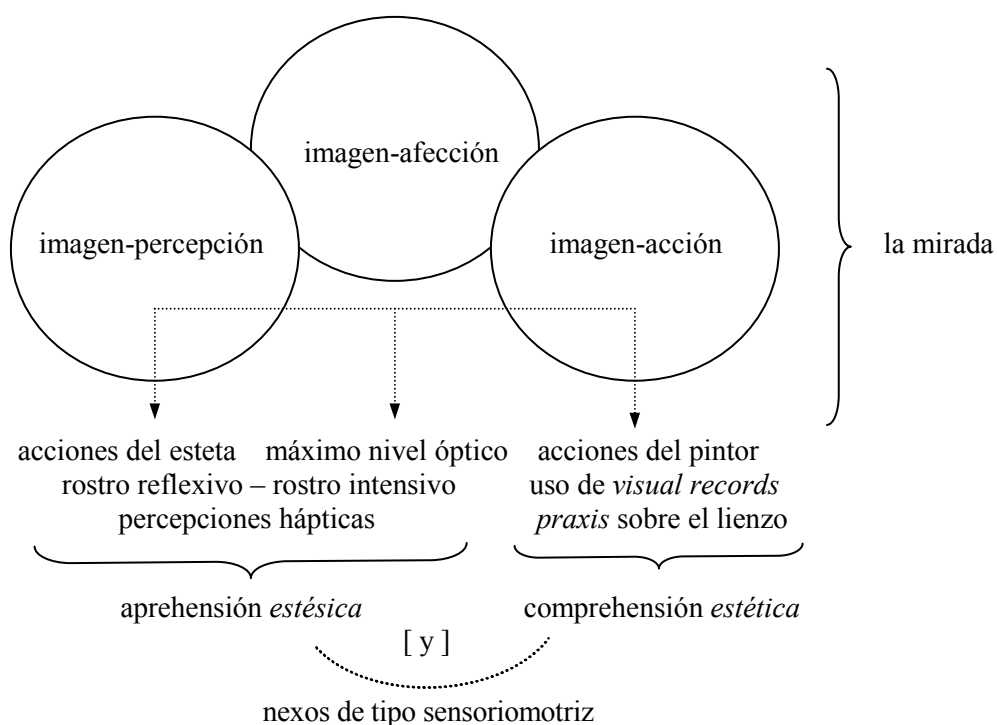 imagen-afección
imagen-percepción
imagen-acción
la mirada
acciones del esteta
máximo nivel óptico
rostro reflexivo – rostro intensivo
percepciones hápticas
acciones del pintor
uso de visual records
praxis sobre el lienzo
aprehensión estésica
comprehensión estética
[ y ]
nexos de tipo sensoriomotriz